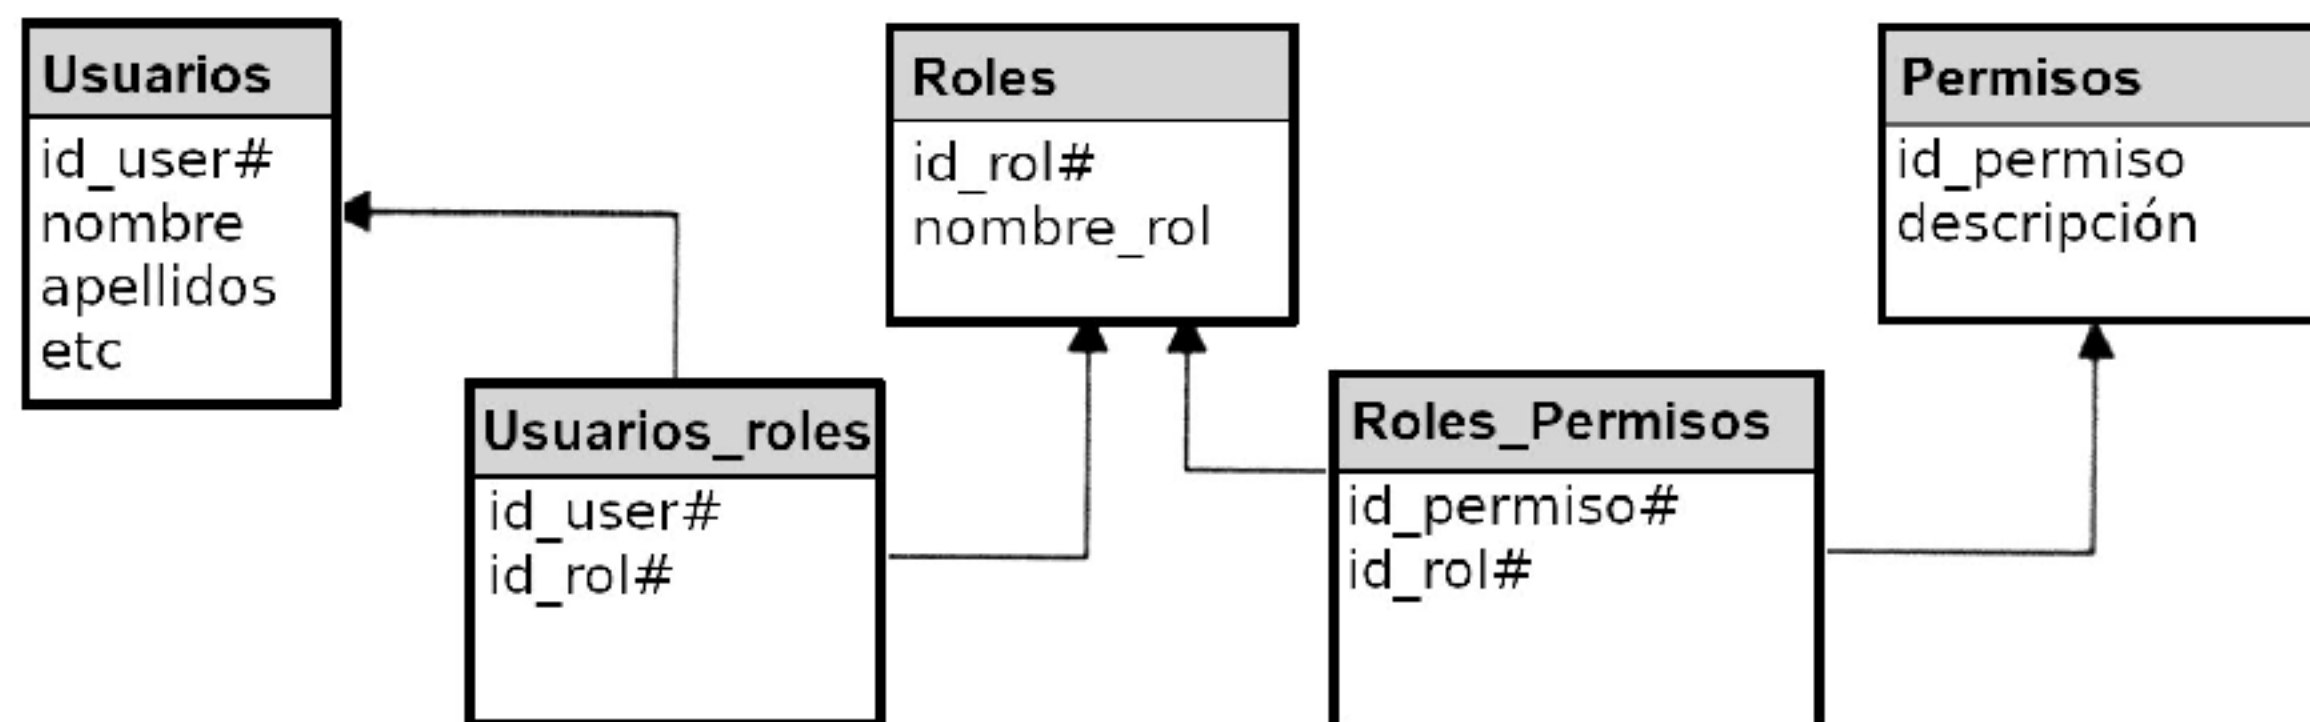 Usuarios
id_user#
nombre
apellidos
etc
Roles
id_rol#
nombre_rol
Permisos
id_permiso
descripción
Usuarios_roles
id_user#
id_rol#
Roles_Permisos
id_permiso#
id_rol#